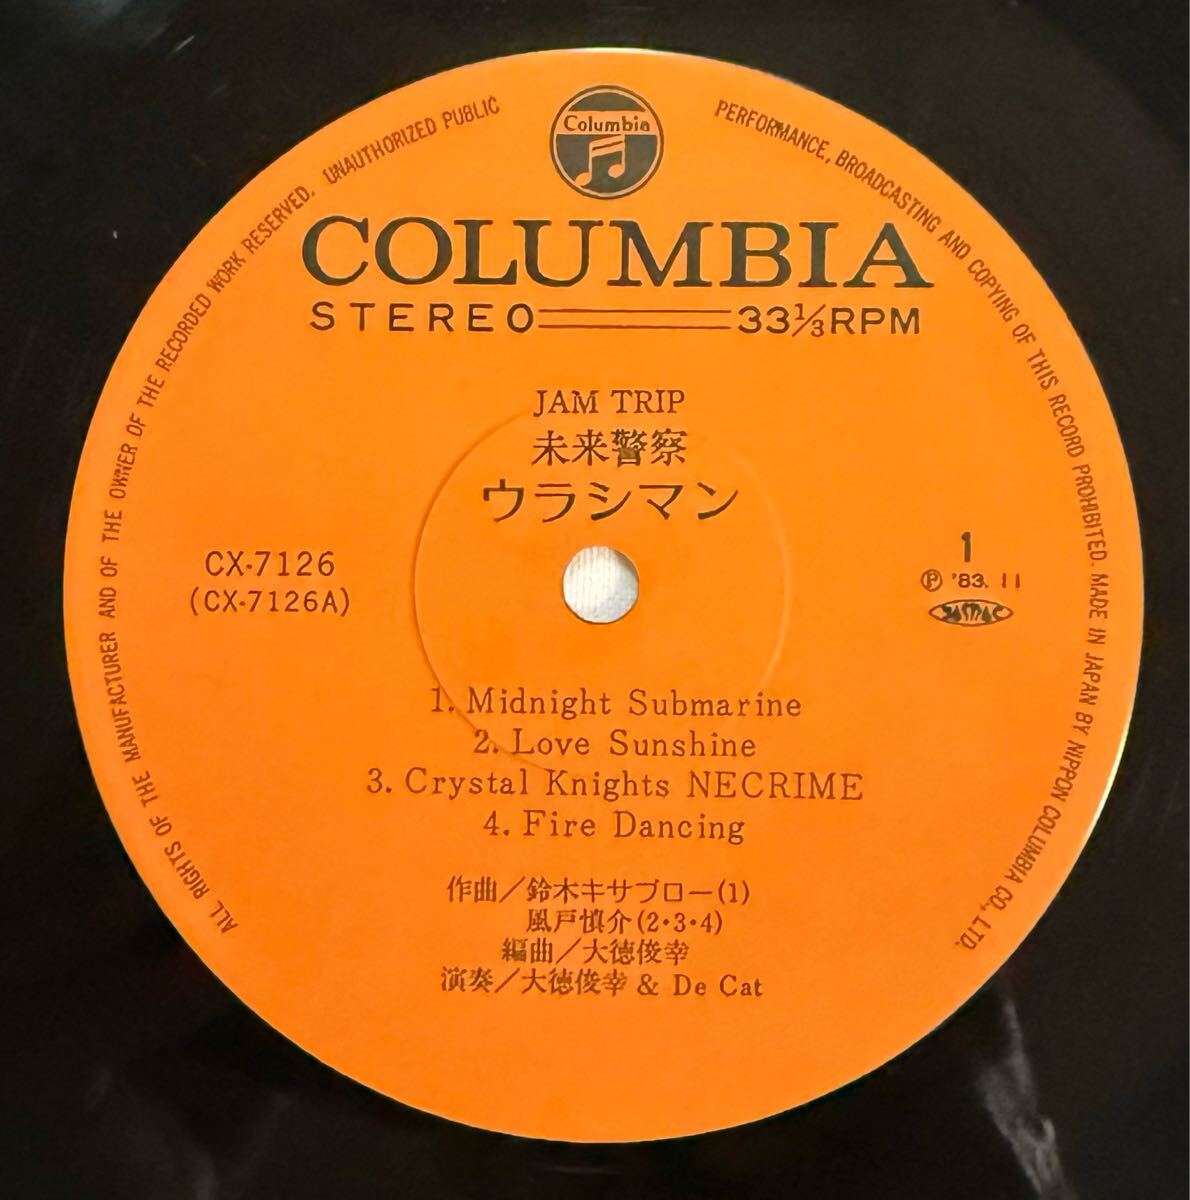 Columbia
COLUMBIA
STEREO 33⅓RPM
JAM TRIP
未来警察
ウラシマン
CX-7126
(CX-7126A)
1
Ⓟ '83. 11
JASRAC
1. Midnight Submarine
2. Love Sunshine
3. Crystal Knights NECRIME
4. Fire Dancing
作曲／鈴木キサブロー(1)
風戸慎介(2・3・4)
編曲／大徳俊幸
演奏／大徳俊幸 & De Cat
ALL RIGHTS OF THE MANUFACTURER AND OF THE OWNER OF THE RECORDED WORK RESERVED. UNAUTHORIZED PUBLIC PERFORMANCE, BROADCASTING AND COPYING OF THIS RECORD PROHIBITED. MADE IN JAPAN BY NIPPON COLUMBIA CO., LTD.